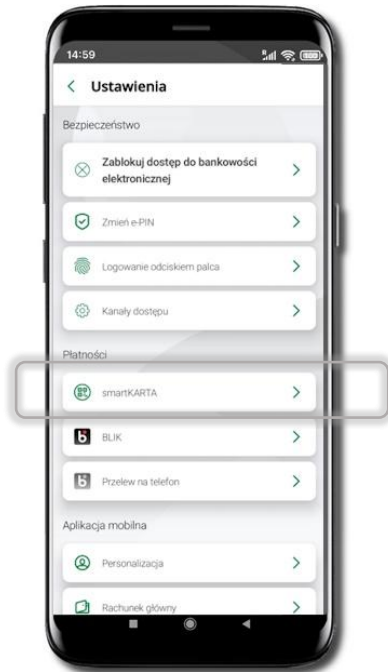 14:59
Ustawienia
Bezpieczeństwo
Zablokuj dostęp do bankowości
elektronicznej
Zmień e-PIN
Logowanie odciskiem palca
Kanały dostępu
Płatności
smartKARTA
BLIK
Przelew na telefon
Aplikacja mobilna
Personalizacja
Rachunek główny